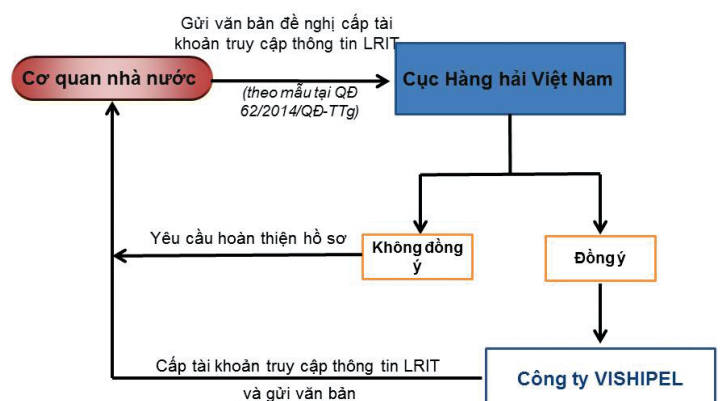 Gửi văn bản đề nghị cấp tài
khoản truy cập thông tin LRIT
Cơ quan nhà nước
(theo mẫu tại QĐ
62/2014/QĐ-TTg)
Cục Hàng hải Việt Nam
Yêu cầu hoàn thiện hồ sơ
Không đồng
ý
Đồng ý
Cấp tài khoản truy cập thông tin LRIT
và gửi văn bản
Công ty VISHIPEL